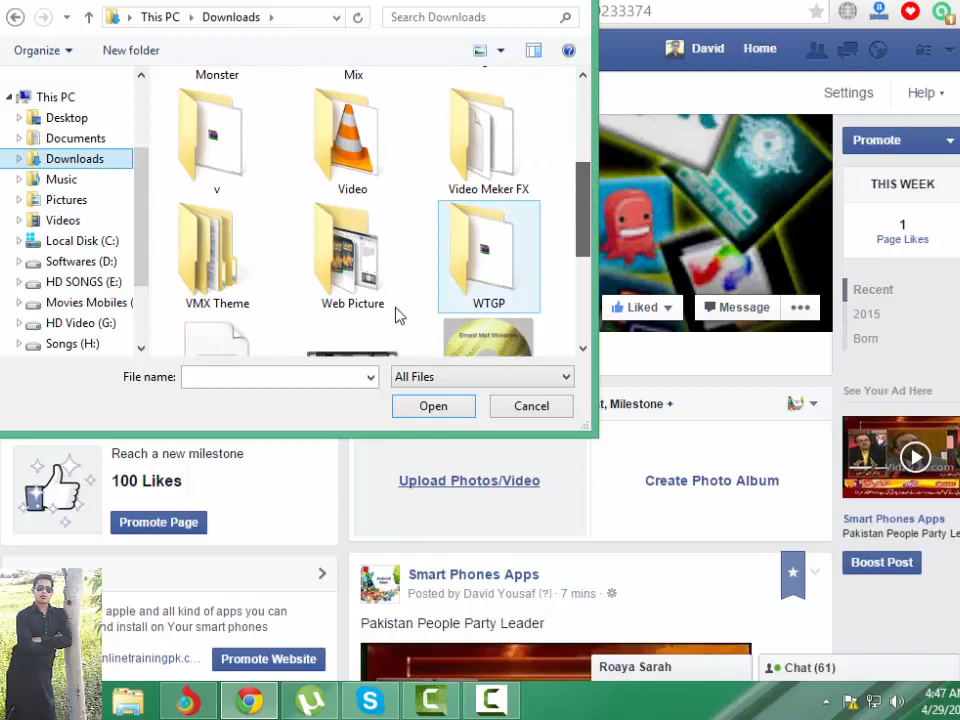 This PC
Downloads
Search Downloads
9233374
Organize
New folder
David
Home
Settings
Help
Monster
Mix
v
Video
Video Meker FX
VMX Theme
Web Picture
WTGP
This PC
Desktop
Documents
Downloads
Music
Pictures
Videos
Local Disk (C:)
Softwares (D:)
HD SONGS (E:)
Movies Mobiles (
HD Video (G:)
Songs (H:)
File name:
All Files
Open
Cancel
Promote
THIS WEEK
1
Page Likes
Liked
Message
Recent
2015
Born
See Your Ad Here
t, Milestone +
Reach a new milestone
100 Likes
Promote Page
Upload Photos/Video
Create Photo Album
Smart Phones Apps
Pakistan People Party Le
Boost Post
Smart Phones Apps
Posted by David Yousaf [?] · 7 mins ·
Pakistan People Party Leader
apple and all kind of apps you can
nd install on Your smart phones
nlinetrainingpk.c...
Promote Website
Roaya Sarah
Chat (61)
4:47 AM
4/29/20